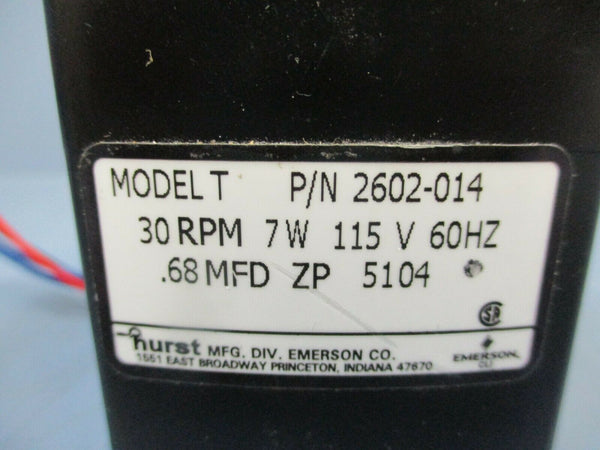 MODEL T P/N 2602-014
30 RPM 7W 115 V 60HZ
.68 MFD ZP 5104
hurst MFG. DIV. EMERSON CO.
1551 EAST BROADWAY PRINCETON, INDIANA 47670
SA
EMERSON